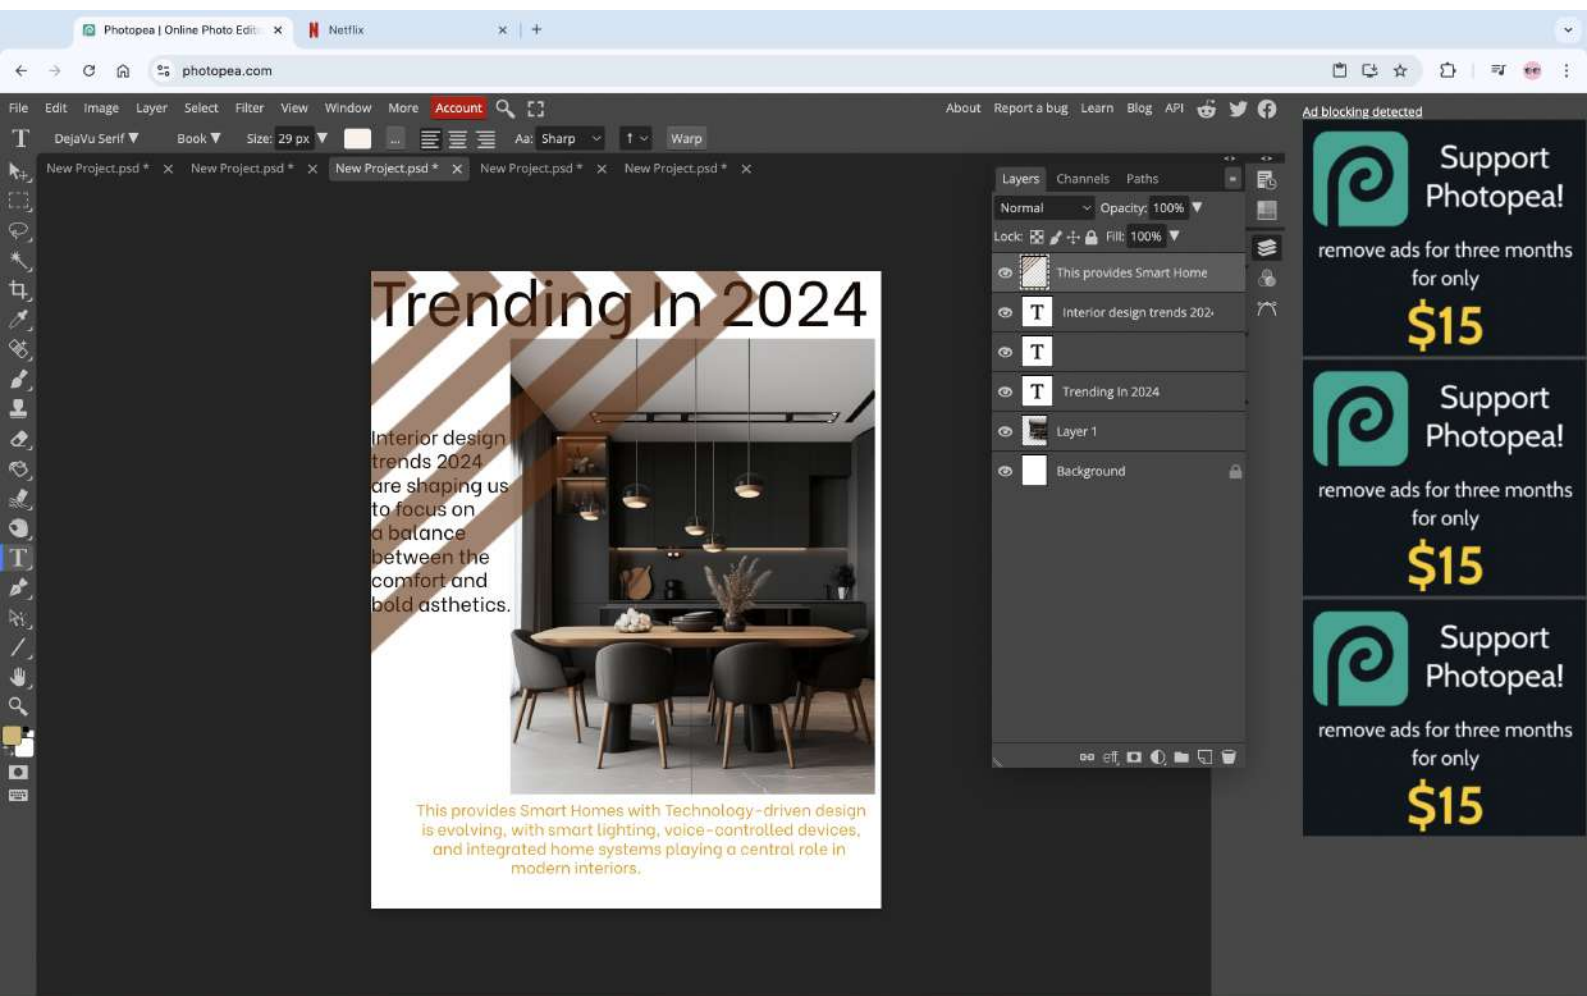 Photopea | Online Photo Edit
Netflix
photopea.com
File Edit Image Layer Select Filter View Window More Account
About Report a bug Learn Blog API
Ad blocking detected
T DejaVu Serif Book Size: 29 px ... Aa: Sharp Warp
New Project.psd * New Project.psd * New Project.psd * New Project.psd * New Project.psd *
Layers Channels Paths
Normal Opacity: 100%
Lock: Fill: 100%
This provides Smart Home
T Interior design trends 202
T
T Trending In 2024
Layer 1
Background
eff
Trending In 2024
Interior design
trends 2024
are shaping us
to focus on
a balance
between the
comfort and
bold asthetics.
This provides Smart Homes with Technology-driven design
is evolving, with smart lighting, voice-controlled devices,
and integrated home systems playing a central role in
modern interiors.
Support
Photopea!
remove ads for three months
for only
$15
Support
Photopea!
remove ads for three months
for only
$15
Support
Photopea!
remove ads for three months
for only
$15